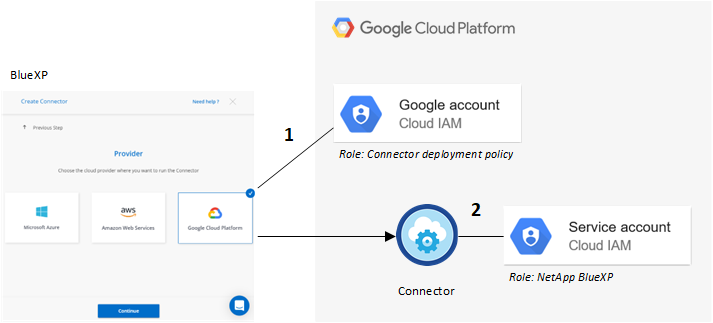 Google Cloud Platform
BlueXP
Create Connector
Need help ?
Previous Step
Provider
Choose the cloud provider where you want to run the Connector
Microsoft Azure
aws
Amazon Web Services
Google Cloud Platform
Continue
1
Google account
Cloud IAM
Role: Connector deployment policy
Connector
2
Service account
Cloud IAM
Role: NetApp BlueXP